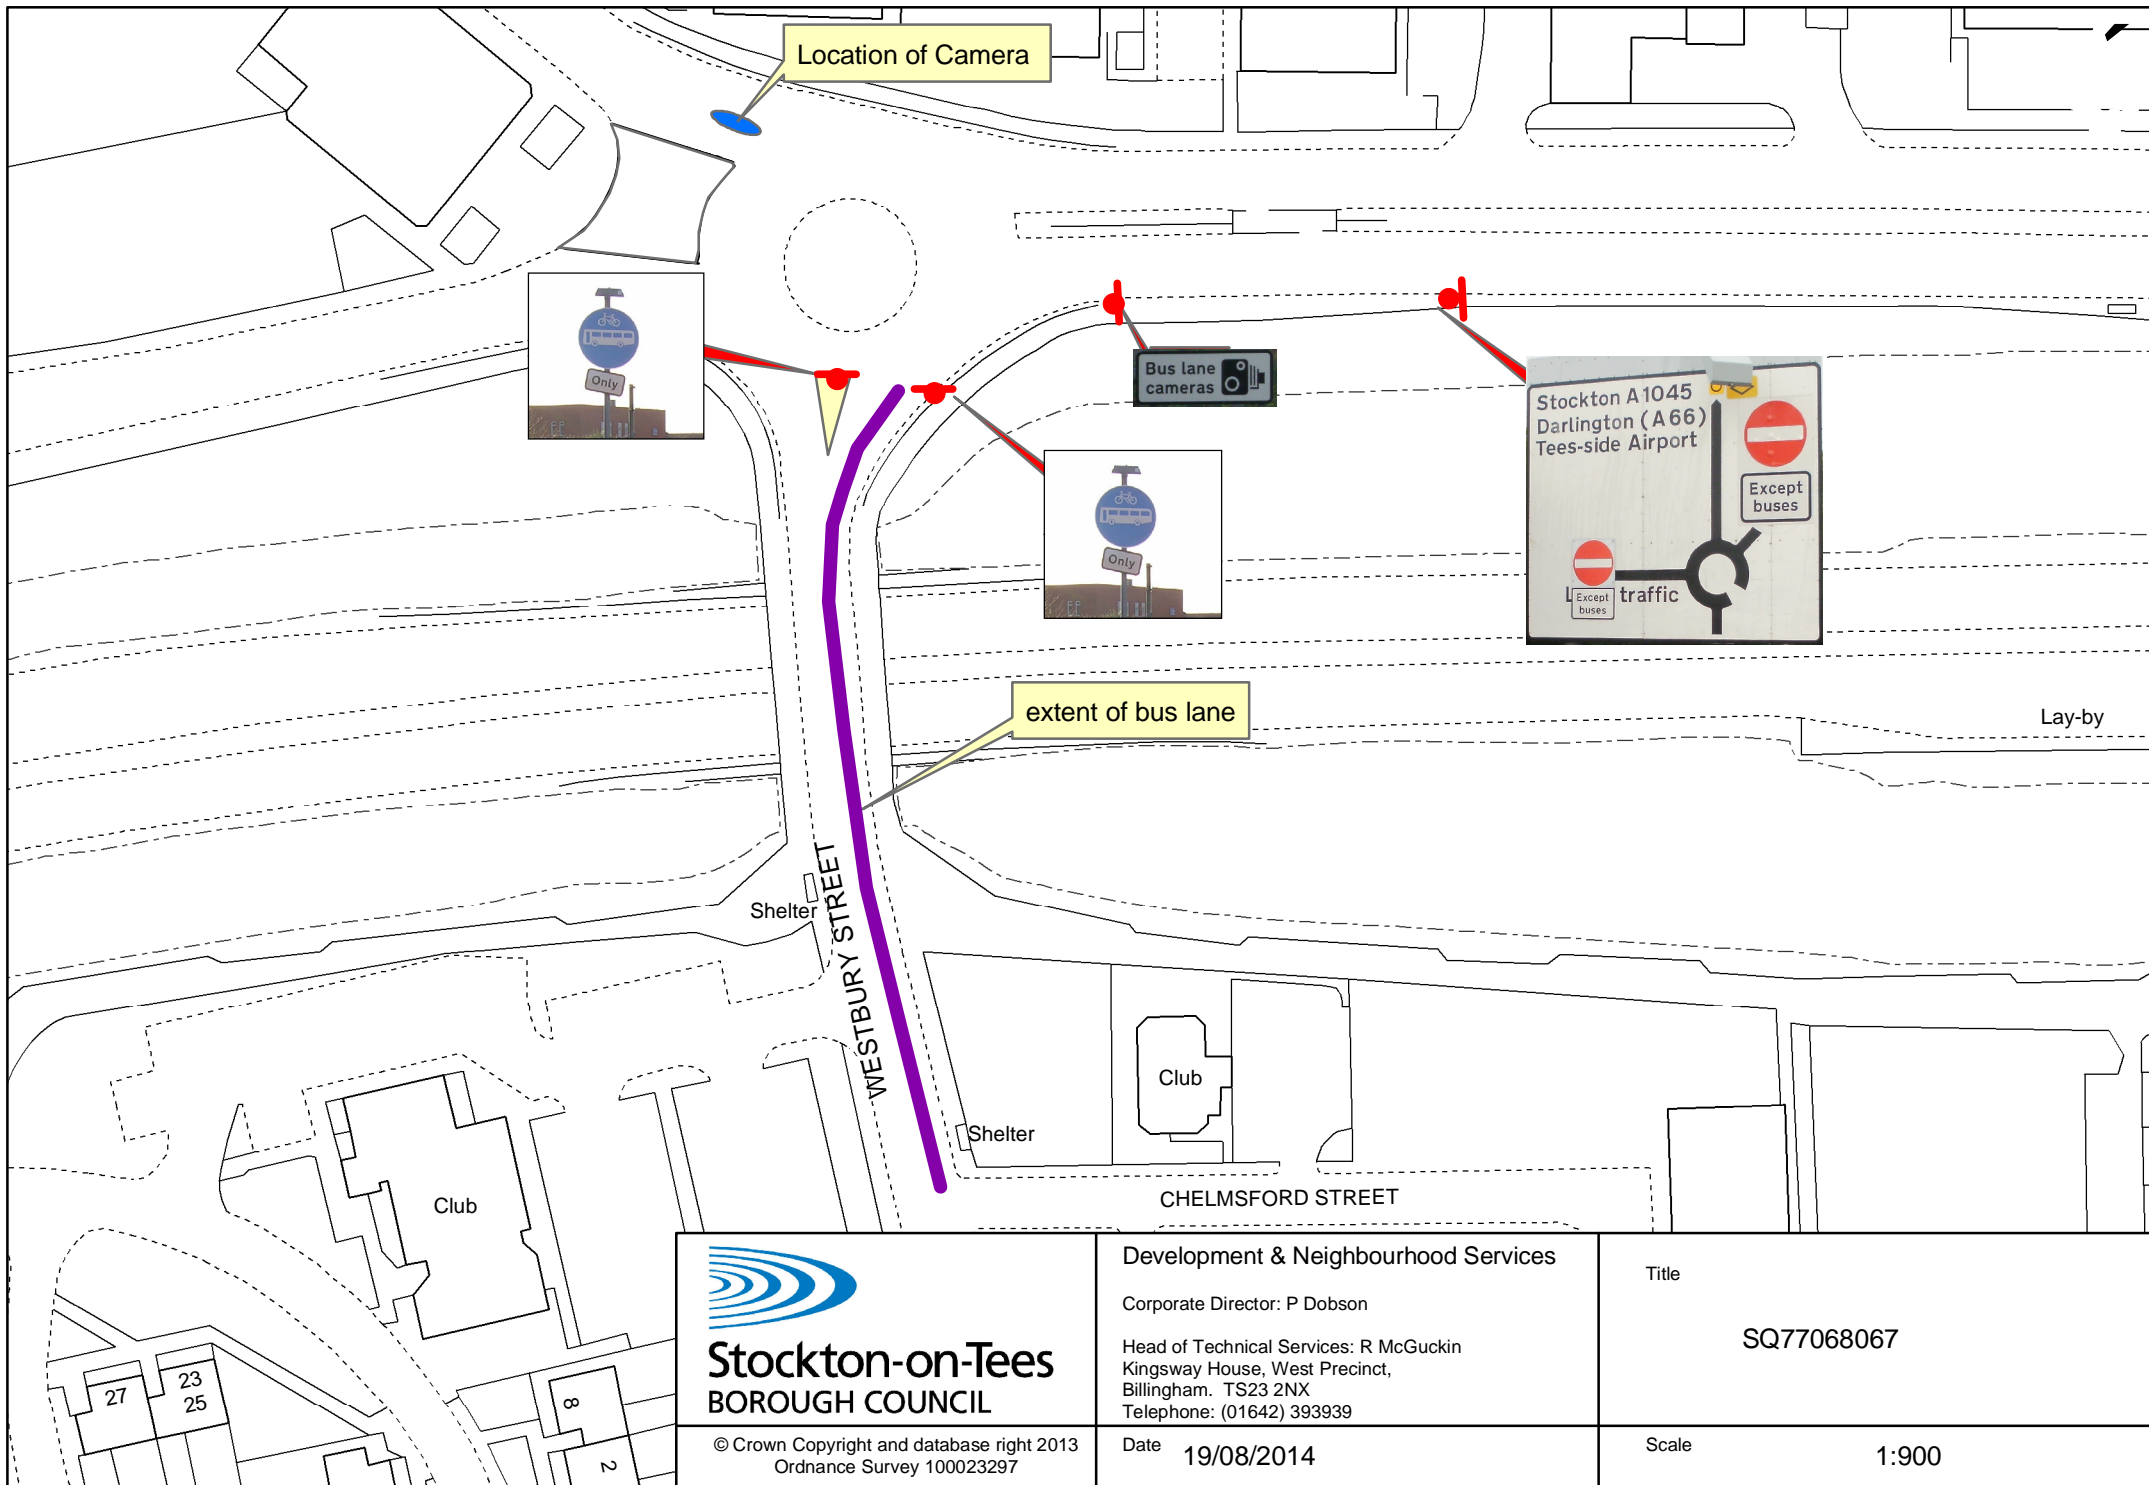 Location of Camera
Only
Bus lane
cameras
Stockton A1045
Darlington (A66)
Tees-side Airport
Except
buses
Only
Except
buses
traffic
extent of bus lane
Lay-by
WESTBURY STREET
Shelter
Club
Shelter
Club
CHELMSFORD STREET
27
23
25
8
2
Stockton-on-Tees
BOROUGH COUNCIL
© Crown Copyright and database right 2013
Ordnance Survey 100023297
Development & Neighbourhood Services
Corporate Director: P Dobson
Head of Technical Services: R McGuckin
Kingsway House, West Precinct,
Billingham. TS23 2NX
Telephone: (01642) 393939
Date 19/08/2014
Title
SQ77068067
Scale 1:900